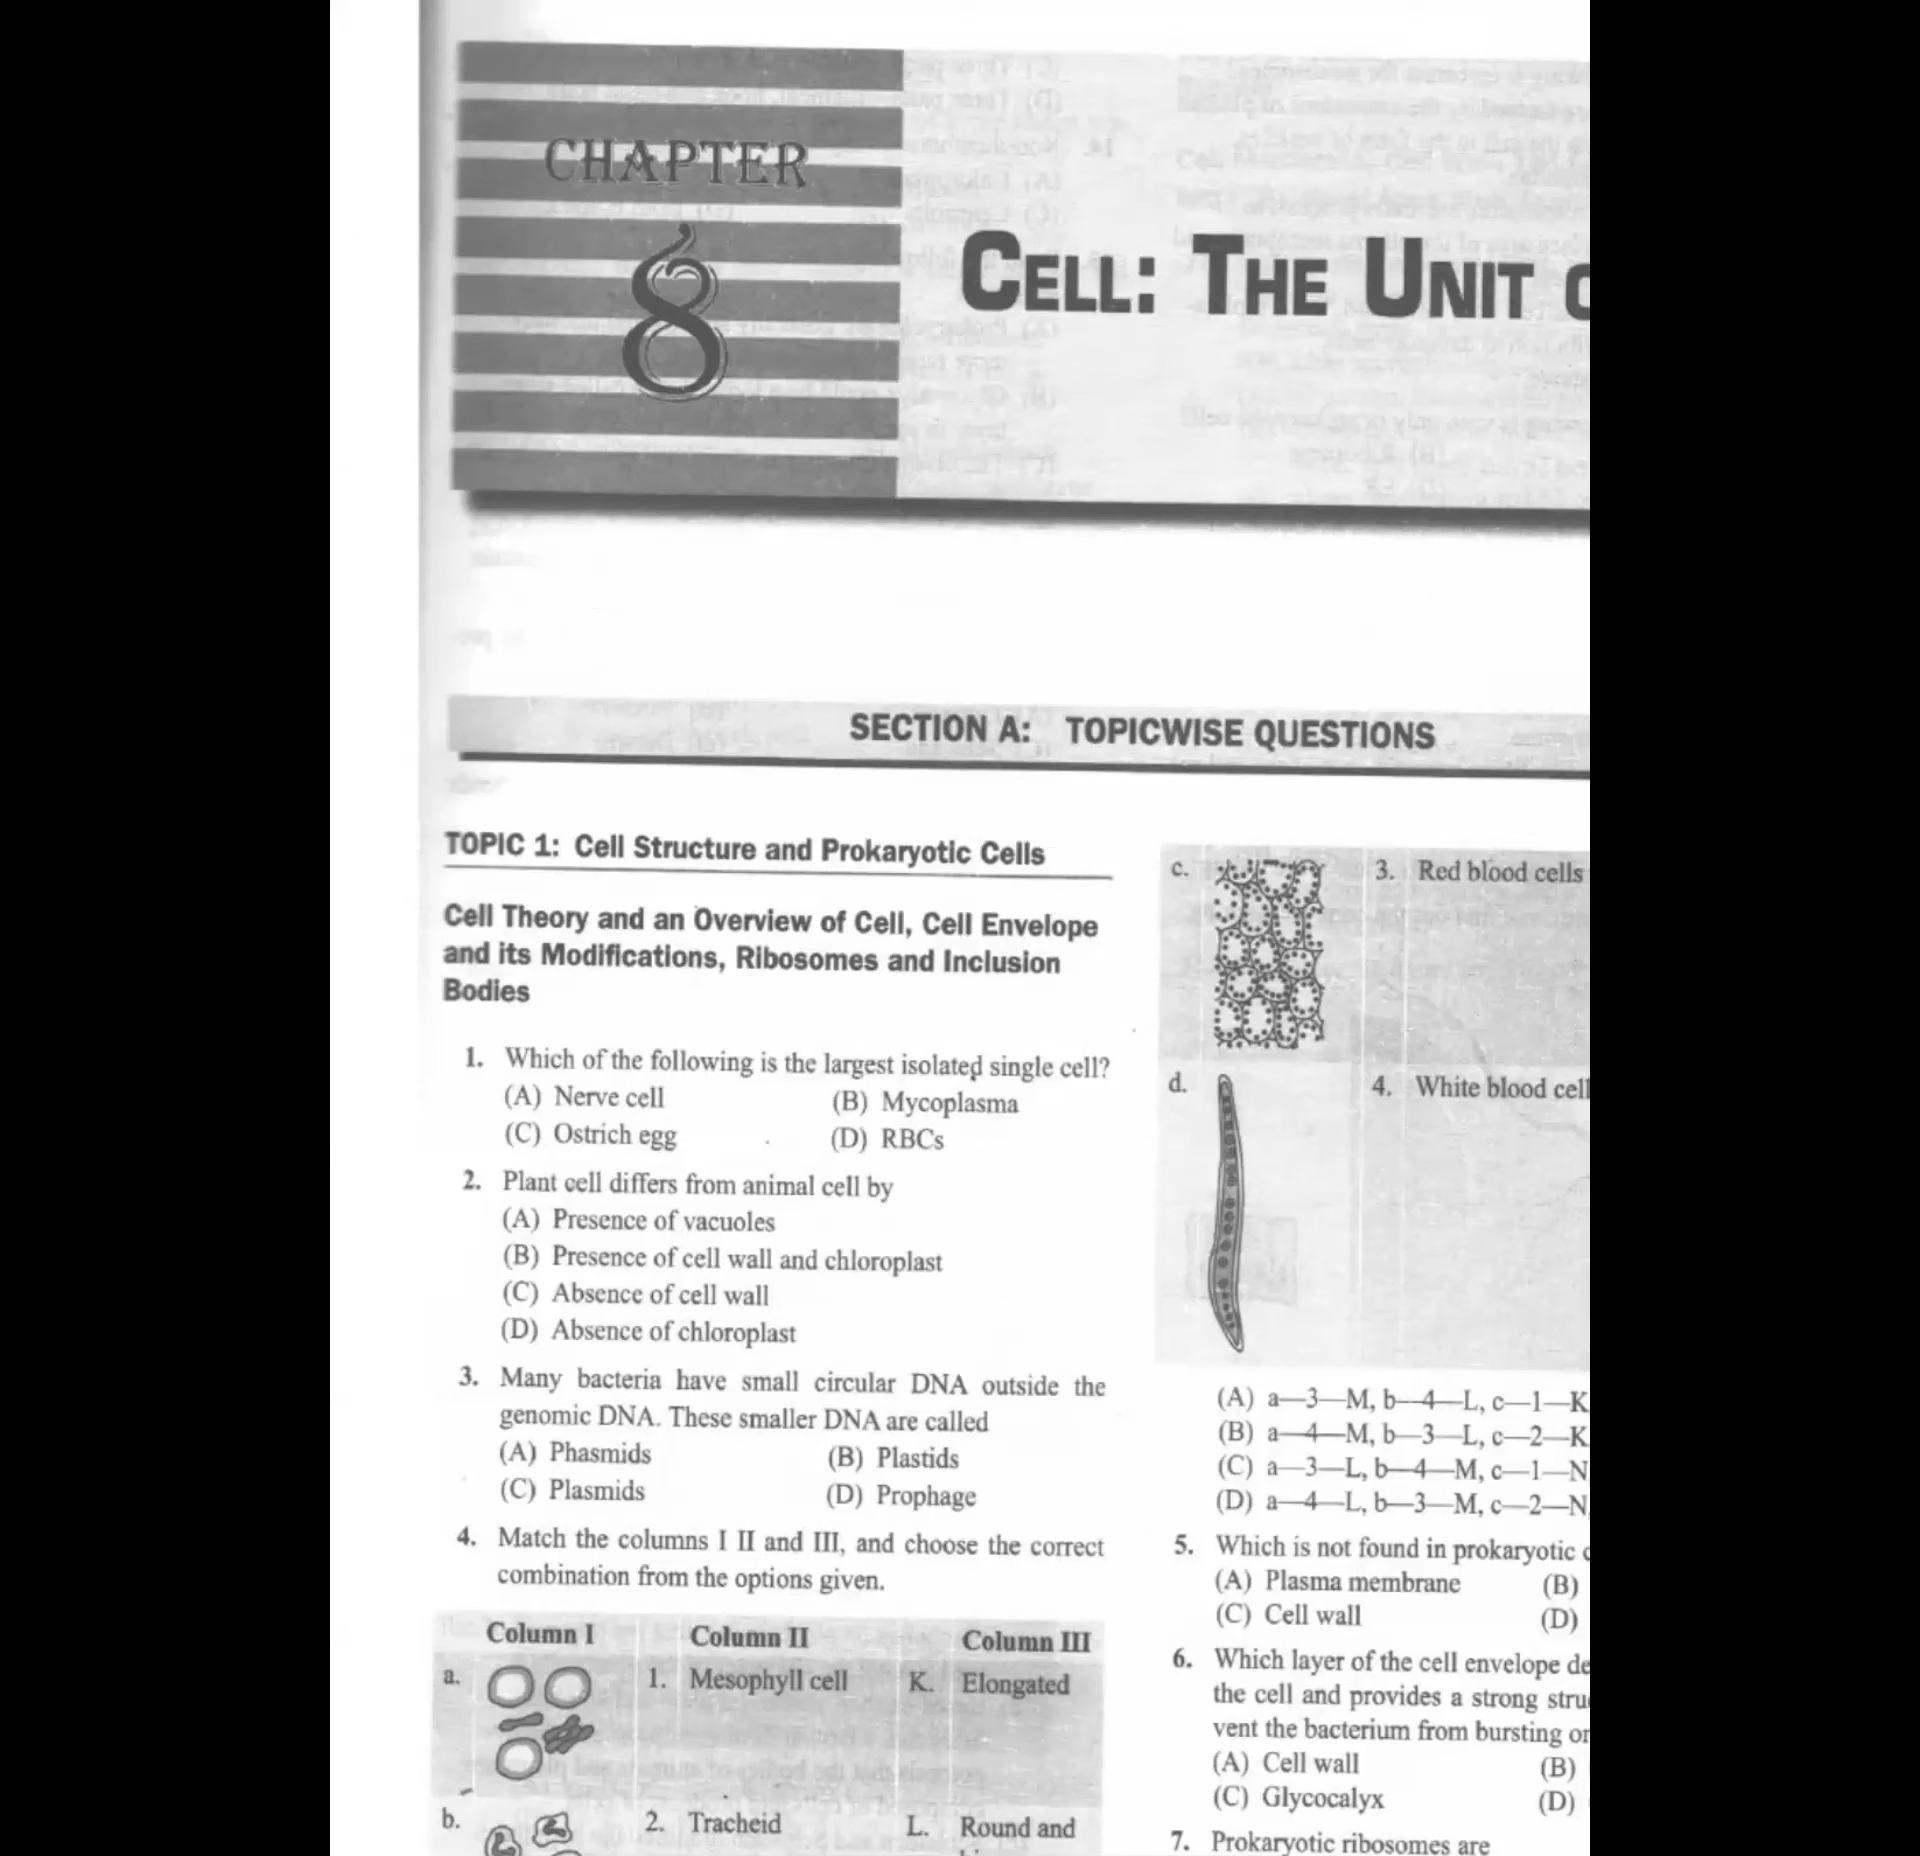 CHAPTER
8
CELL: THE UNIT
SECTION A: TOPICWISE QUESTIONS
TOPIC 1: Cell Structure and Prokaryotic Cells
Cell Theory and an Overview of Cell, Cell Envelope
and its Modifications, Ribosomes and Inclusion
Bodies
1. Which of the following is the largest isolated single cell?
(A) Nerve cell (B) Mycoplasma
(C) Ostrich egg (D) RBCs
2. Plant cell differs from animal cell by
(A) Presence of vacuoles
(B) Presence of cell wall and chloroplast
(C) Absence of cell wall
(D) Absence of chloroplast
3. Many bacteria have small circular DNA outside the
genomic DNA. These smaller DNA are called
(A) Phasmids (B) Plastids
(C) Plasmids (D) Prophage
4. Match the columns I II and III, and choose the correct
combination from the options given.
Column I Column II Column III
a. 1. Mesophyll cell K. Elongated
b. 2. Tracheid L. Round and
c. 3. Red blood cells
d. 4. White blood cell
(A) a—3—M, b—4—L, c—1—K
(B) a—4—M, b—3—L, c—2—K
(C) a—3—L, b—4—M, c—1—N
(D) a—4—L, b—3—M, c—2—N
5. Which is not found in prokaryotic
(A) Plasma membrane (B)
(C) Cell wall (D)
6. Which layer of the cell envelope de
the cell and provides a strong stru
vent the bacterium from bursting or
(A) Cell wall (B)
(C) Glycocalyx (D)
7. Prokaryotic ribosomes are